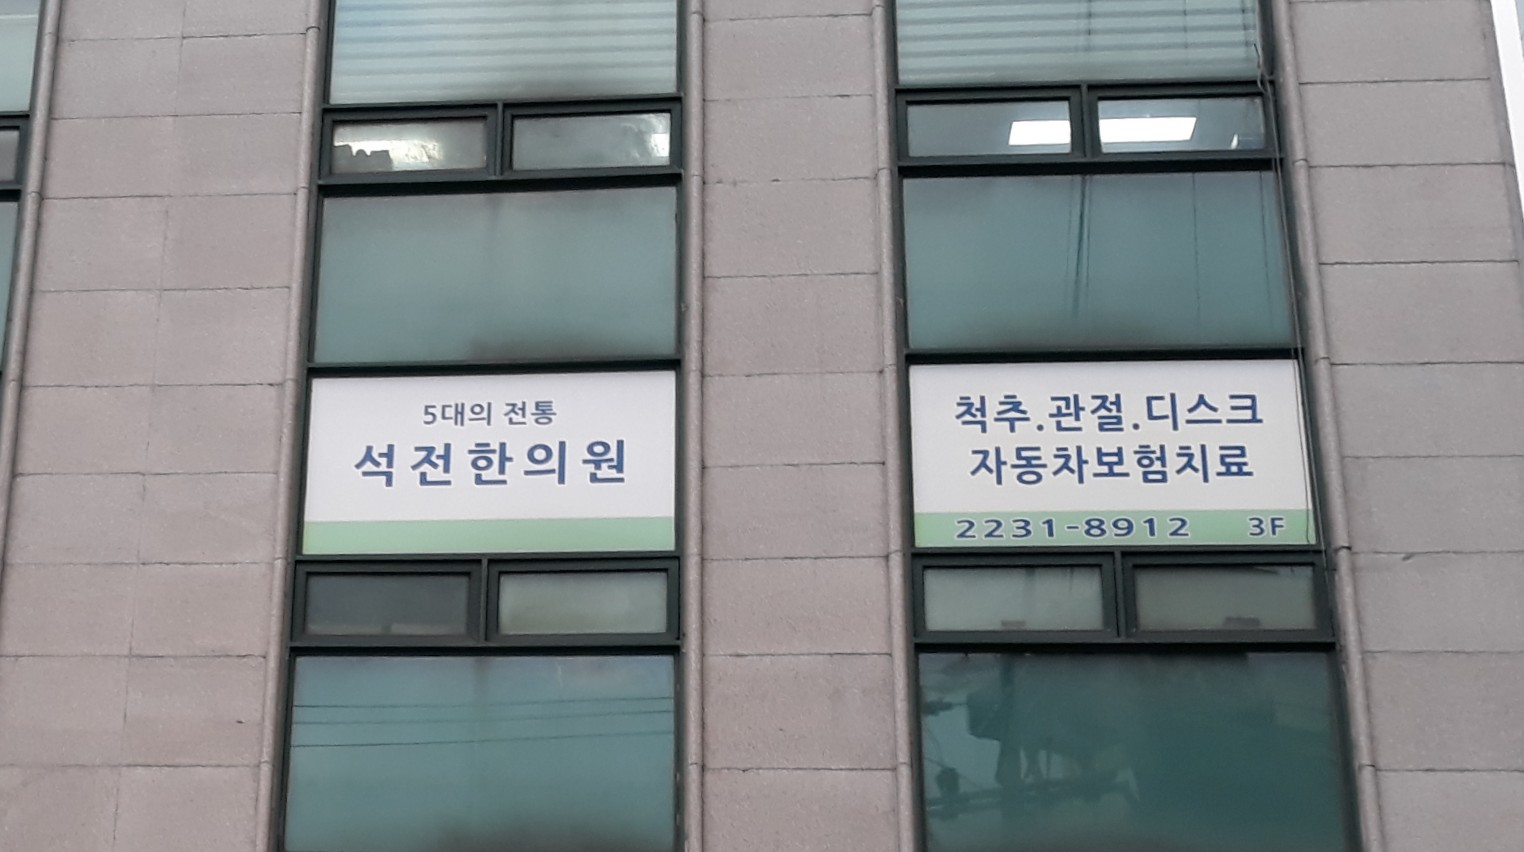 5대의 전통
석전한의원
척추.관절.디스크
자동차보험치료
2231-8912 3F